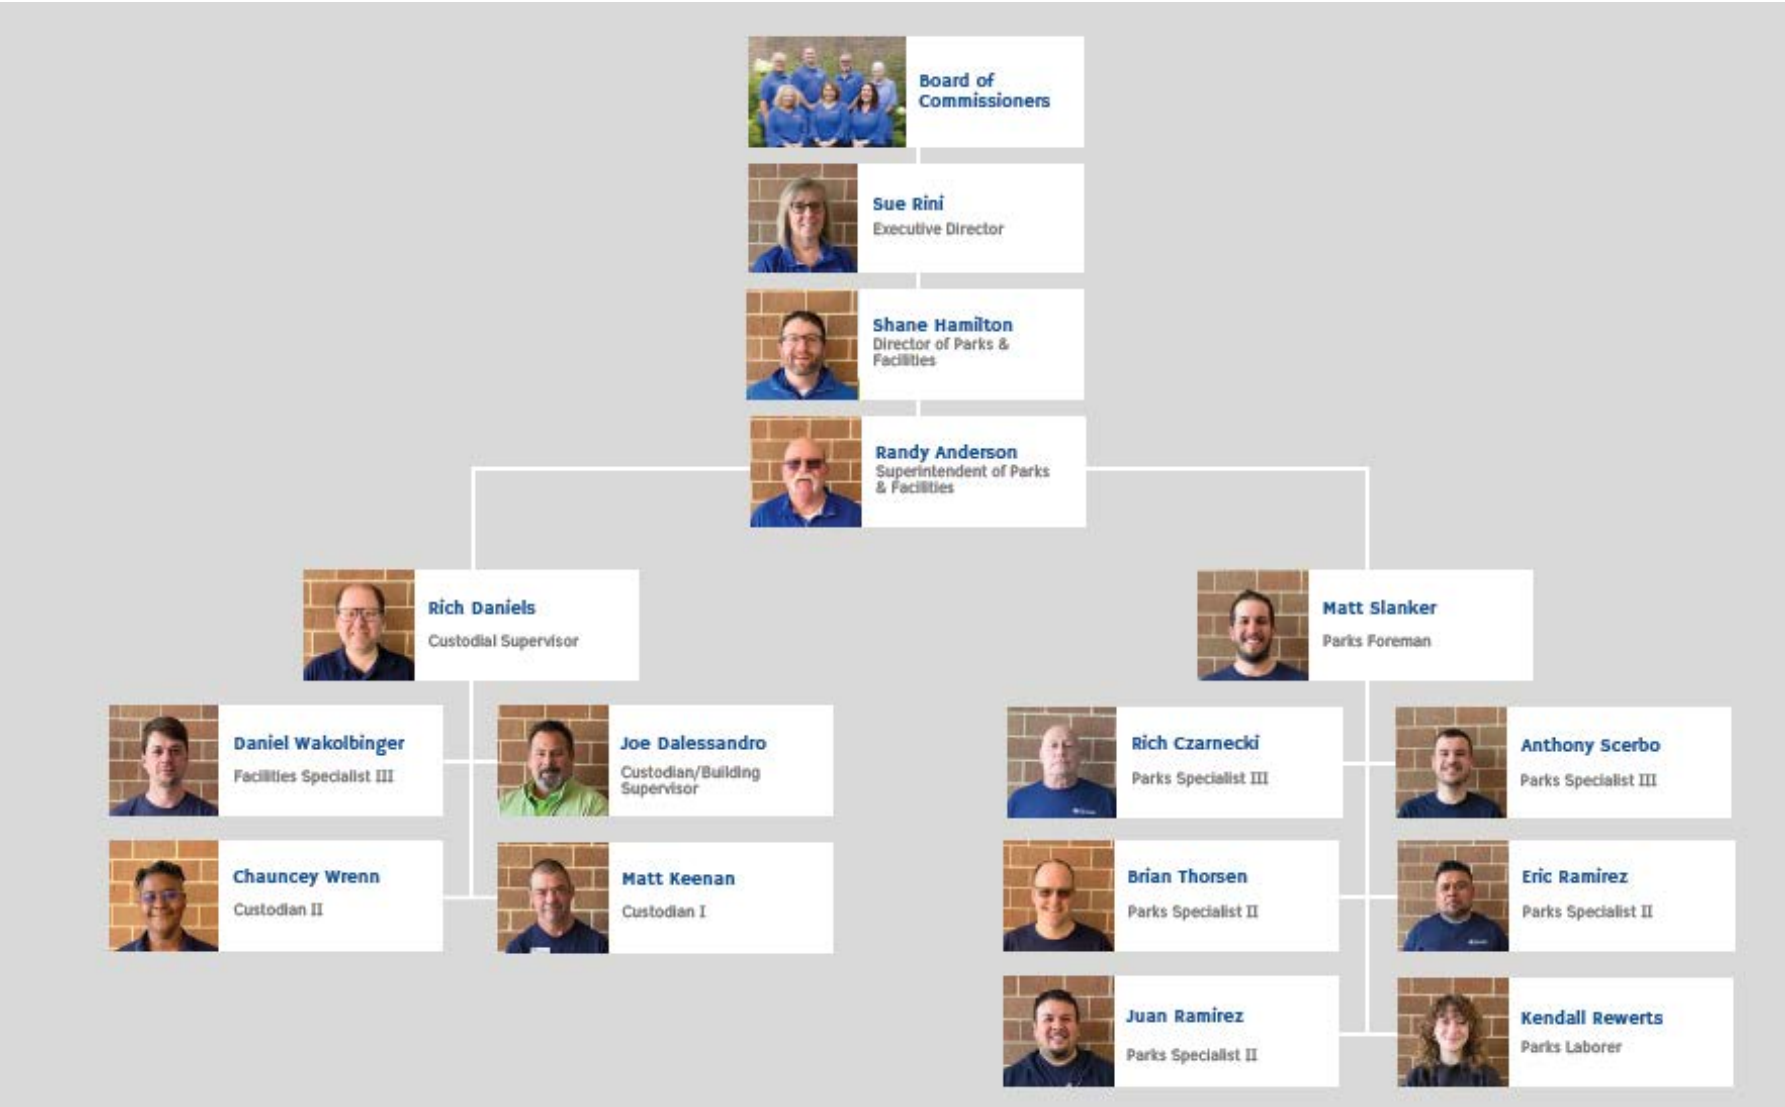 Board of
Commissioners
Sue Rini
Executive Director
Shane Hamilton
Director of Parks &
Facilities
Randy Anderson
Superintendent of Parks
& Facilities
Rich Daniels
Custodial Supervisor
Matt Slanker
Parks Foreman
Daniel Wakolbinger
Facilities Specialist III
Joe Dalessandro
Custodian/Building
Supervisor
Rich Czarnecki
Parks Specialist III
Anthony Scerbo
Parks Specialist III
Chauncey Wrenn
Custodian II
Matt Keenan
Custodian I
Brian Thorsen
Parks Specialist II
Eric Ramirez
Parks Specialist II
Juan Ramirez
Parks Specialist II
Kendall Rewerts
Parks Laborer